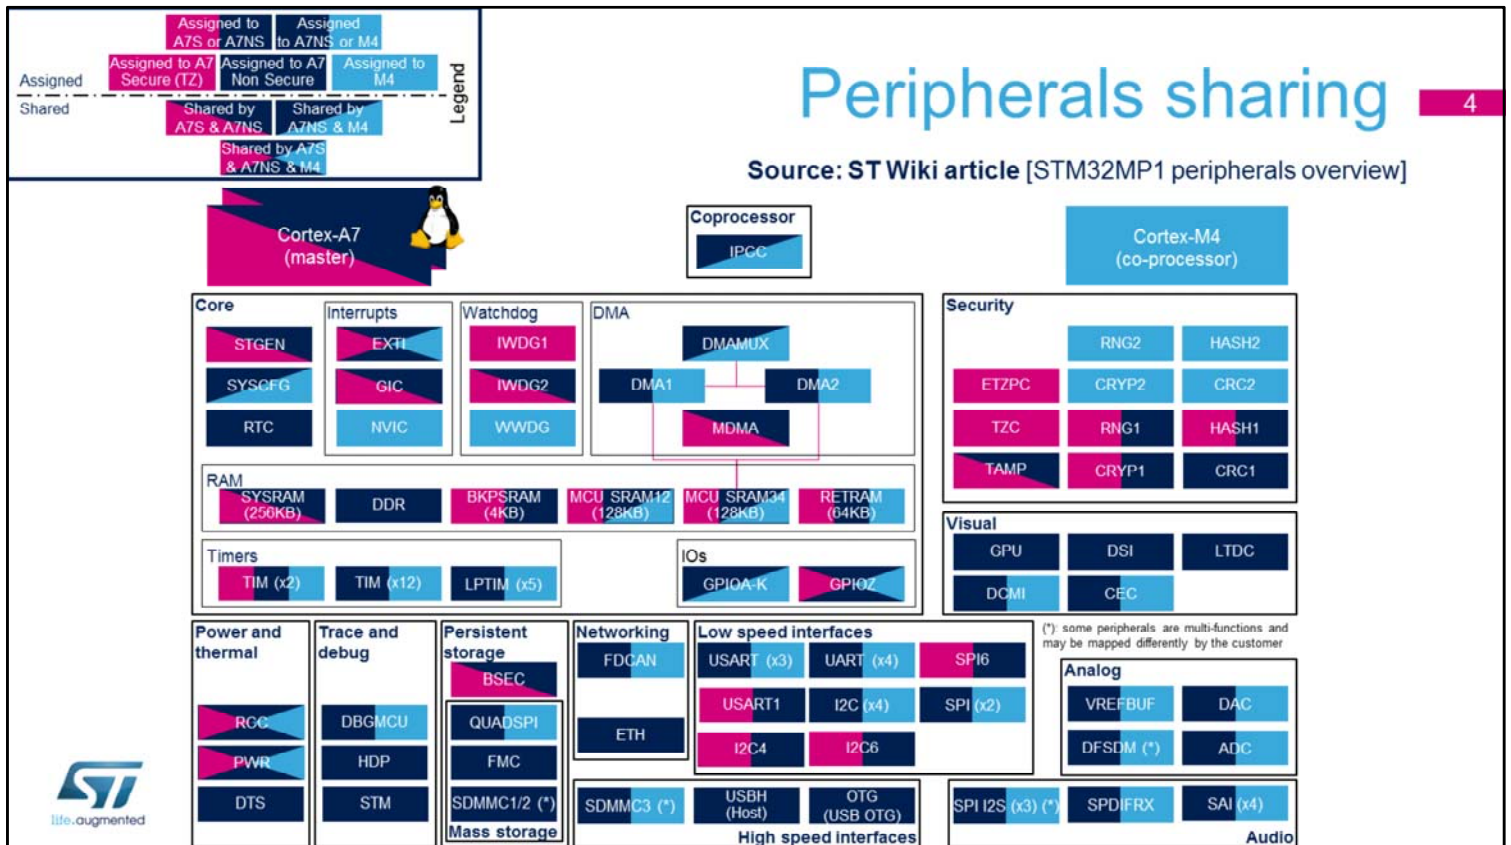 Assigned to
A7S or A7NS
Assigned
to A7NS or M4
Assigned to A7
Secure (TZ)
Assigned to A7
Non Secure
Assigned to
M4
Assigned
Shared
Shared by
A7S & A7NS
Shared by
A7NS & M4
Shared by A7S
& A7NS & M4
Legend
Peripherals sharing
4
Source: ST Wiki article [STM32MP1 peripherals overview]
Cortex-A7
(master)
Coprocessor
IPCC
Cortex-M4
(co-processor)
Core
STGEN
SYSCFG
RTC
Interrupts
EXTI
GIC
NVIC
Watchdog
IWDG1
IWDG2
WWDG
DMA
DMAMUX
DMA1
DMA2
MDMA
RAM
SYSRAM
(256KB)
DDR
BKPSRAM
(4KB)
MCU SRAM12
(128KB)
MCU SRAM34
(128KB)
RETRAM
(64KB)
Timers
TIM (x2)
TIM (x12)
LPTIM (x5)
IOs
GPIOA-K
GPIOZ
Security
RNG2
HASH2
ETZPC
CRYP2
CRC2
TZC
RNG1
HASH1
TAMP
CRYP1
CRC1
Visual
GPU
DSI
LTDC
DCMI
CEC
(*): some peripherals are multi-functions and
may be mapped differently by the customer
Power and
thermal
RCC
PWR
DTS
Trace and
debug
DBGMCU
HDP
STM
Persistent
storage
BSEC
QUADSPI
FMC
SDMMC1/2 (*)
Mass storage
Networking
FDCAN
ETH
Low speed interfaces
USART (x3)
UART (x4)
SPI6
USART1
I2C (x4)
SPI (x2)
I2C4
I2C6
Analog
VREFBUF
DAC
DFSDM (*)
ADC
SDMMC3 (*)
USBH
(Host)
OTG
(USB OTG)
High speed interfaces
SPI I2S (x3) (*)
SPDIFRX
SAI (x4)
Audio
ST
life.augmented